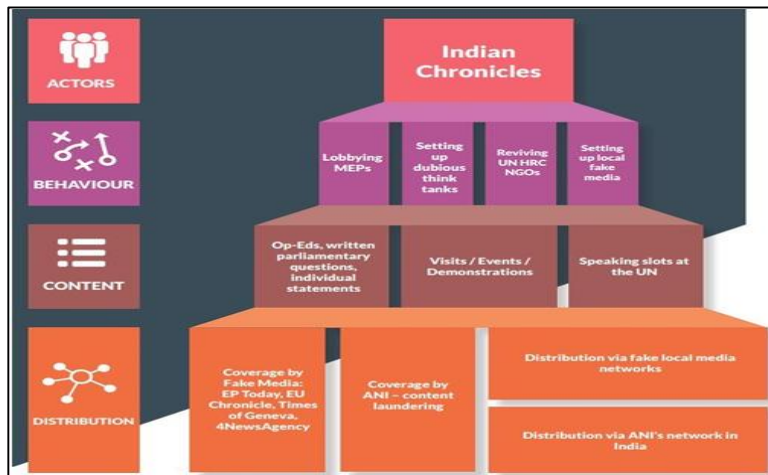 ACTORS
Indian
Chronicles
BEHAVIOUR
Lobbying
MEPs
Setting
up
dubious
think
tanks
Reviving
UN HRC
NGOs
Setting
up local
fake
media
CONTENT
Op-Eds, written
parliamentary
questions,
individual
statements
Visits / Events /
Demonstrations
Speaking slots at
the UN
DISTRIBUTION
Coverage by
Fake Media:
EP Today, EU
Chronicle, Times
of Geneva,
4NewsAgency
Coverage by
ANI – content
laundering
Distribution via fake local media
networks
Distribution via ANI's network in
India